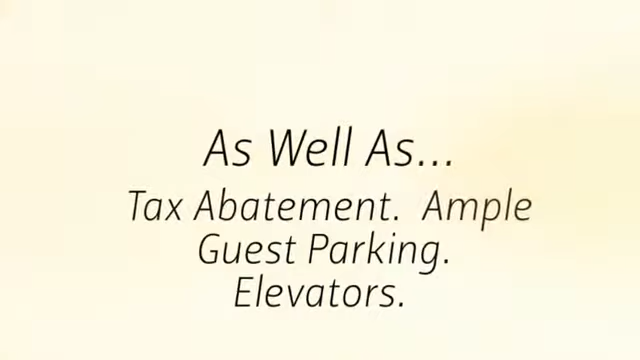 As Well As...
Tax Abatement.  Ample
Guest Parking.
Elevators.